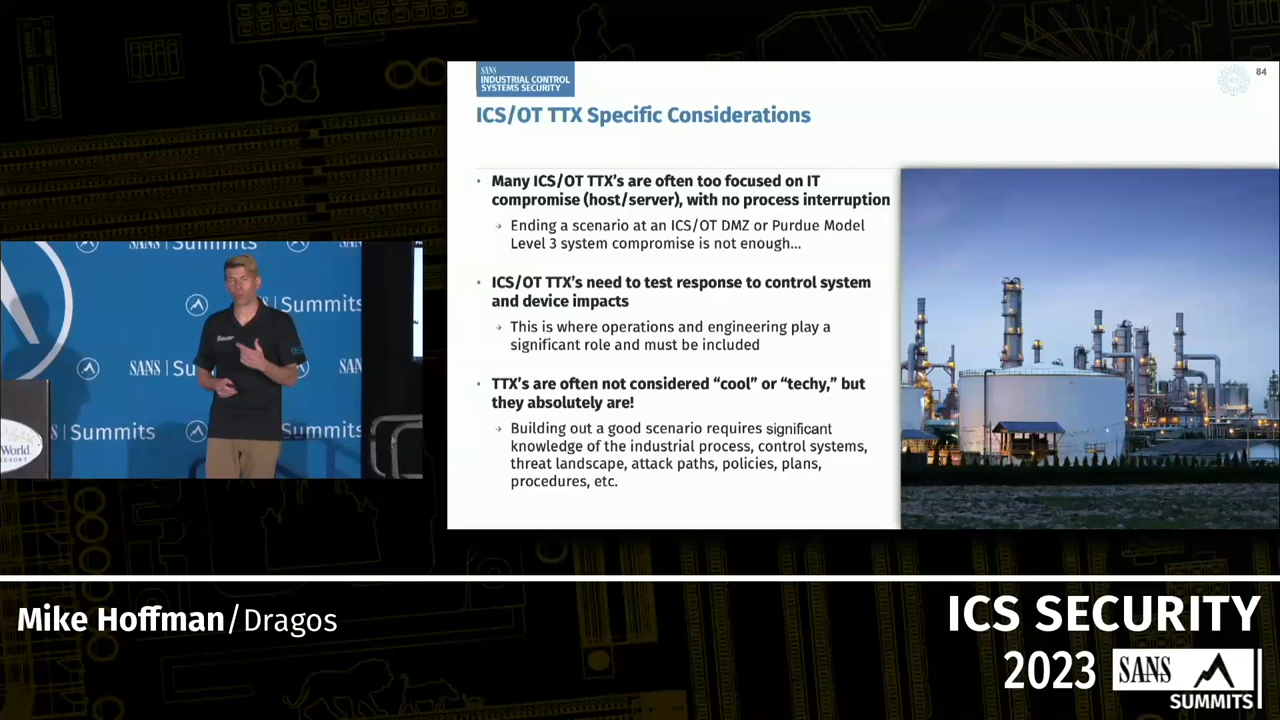 SANS
INDUSTRIAL CONTROL
SYSTEMS SECURITY
84
ICS/OT TTX Specific Considerations
• Many ICS/OT TTX's are often too focused on IT
compromise (host/server), with no process interruption
→ Ending a scenario at an ICS/OT DMZ or Purdue Model
Level 3 system compromise is not enough...
• ICS/OT TTX's need to test response to control system
and device impacts
→ This is where operations and engineering play a
significant role and must be included
• TTX's are often not considered “cool” or “techy,” but
they absolutely are!
→ Building out a good scenario requires significant
knowledge of the industrial process, control systems,
threat landscape, attack paths, policies, plans,
procedures, etc.
Summits
SAN
Summits
SANS Su
SAN
Summits
Summits
World
RESORT
Mike Hoffman/Dragos
ICS SECURITY
2023
SANS
SUMMITS